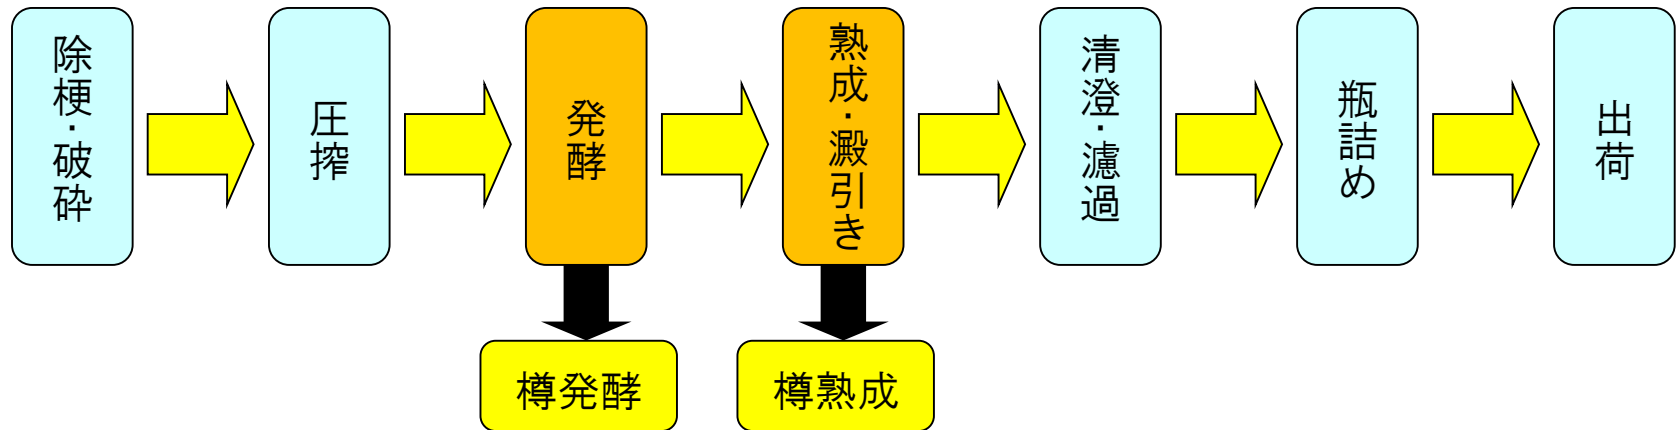 除梗・破砕
圧搾
発酵
熟成・澱引き
清澄・濾過
瓶詰め
出荷
樽発酵
樽熟成